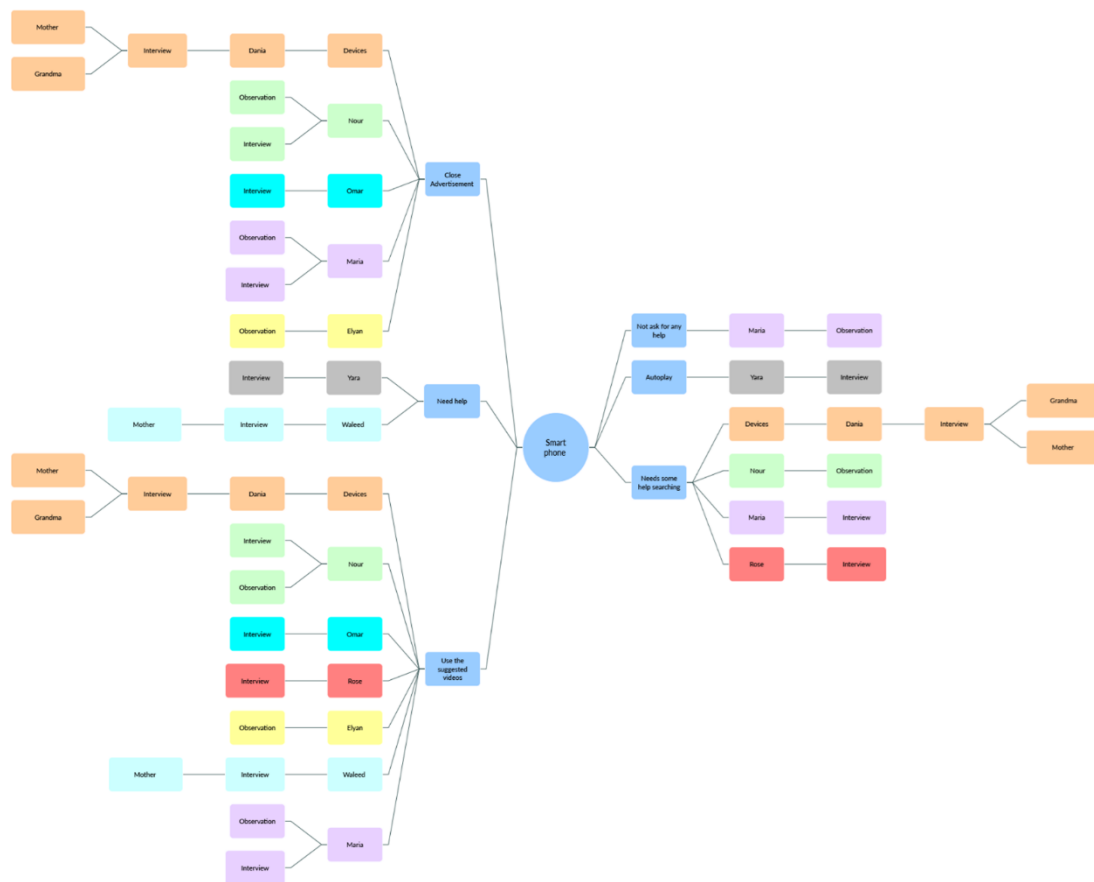 Mother
Grandma
Interview
Dania
Devices
Observation
Interview
Nour
Interview
Omar
Observation
Interview
Maria
Observation
Elyan
Close
Advertisement
Interview
Yara
Mother
Interview
Waleed
Need help
Mother
Grandma
Interview
Dania
Devices
Interview
Observation
Nour
Interview
Omar
Interview
Rose
Observation
Elyan
Mother
Interview
Waleed
Observation
Interview
Maria
Use the
suggested
videos
Smart
phone
Not ask for any
help
Maria
Observation
Autoplay
Yara
Interview
Needs some
help searching
Devices
Dania
Interview
Grandma
Mother
Nour
Observation
Maria
Interview
Rose
Interview